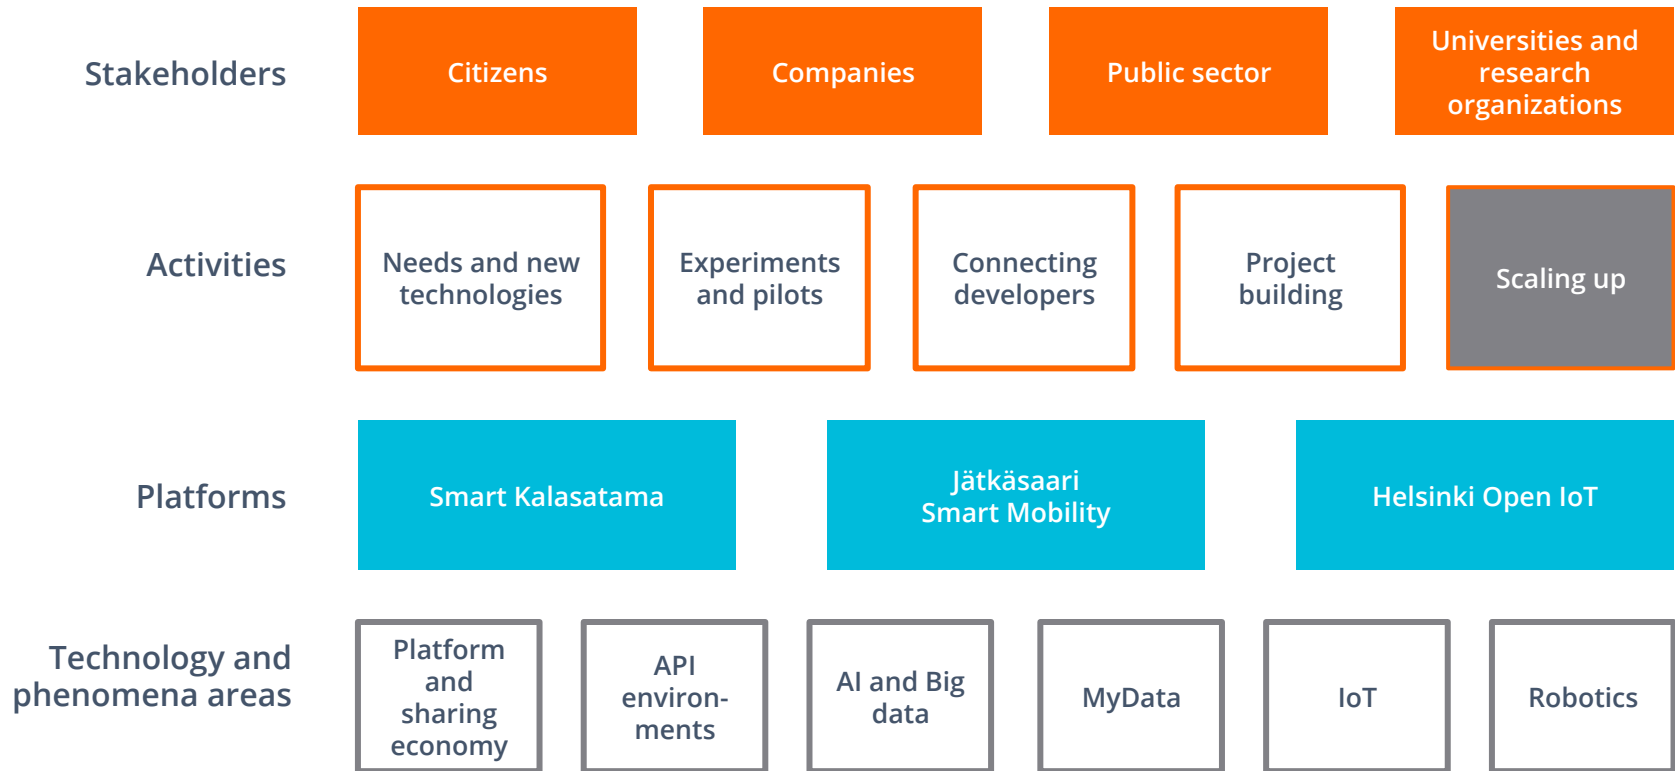 Stakeholders
Citizens
Companies
Public sector
Universities and
research
organizations
Activities
Needs and new
technologies
Experiments
and pilots
Connecting
developers
Project
building
Scaling up
Platforms
Smart Kalasatama
Jätkäsaari
Smart Mobility
Helsinki Open IoT
Technology and
phenomena areas
Platform
and
sharing
economy
API
environ-
ments
AI and Big
data
MyData
IoT
Robotics